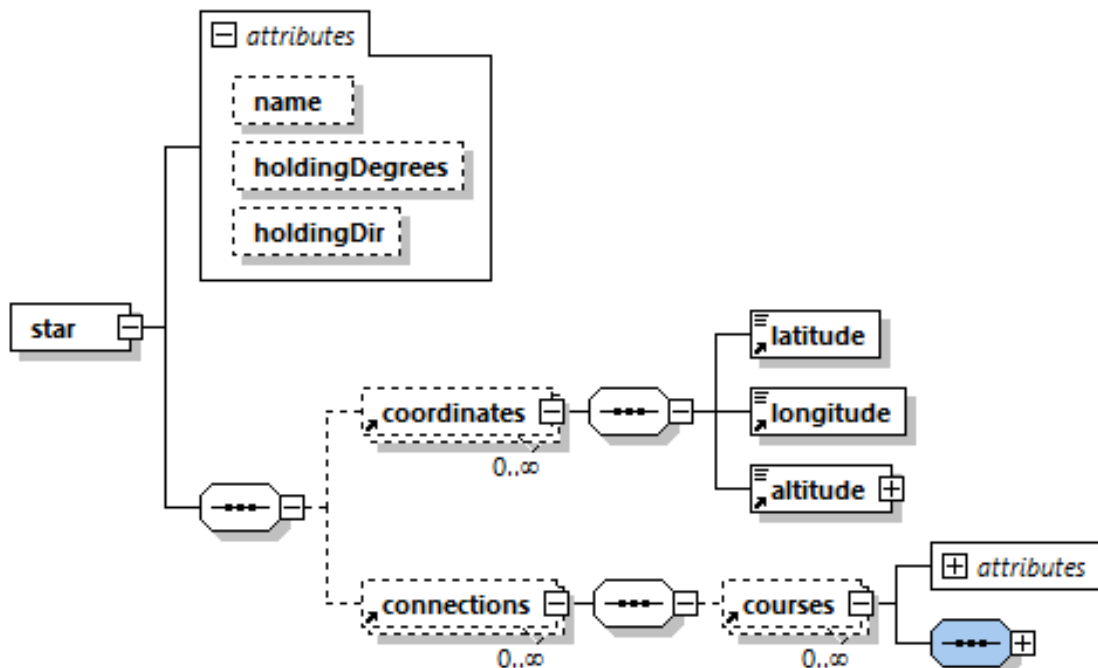 attributes
name
holdingDegrees
holdingDir
star
latitude
coordinates
longitude
0..∞
altitude
attributes
connections
courses
0..∞
0..∞